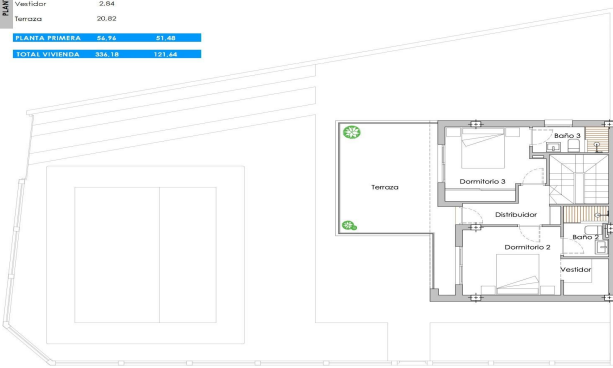 Vestidor 2.84
Terraza 20,82
PLANTA PRIMERA 56,96 51.48
TOTAL VIVIENDA 336,18 121,64
PLANT
Baño 3
Dormitorio 3
Terraza
Distribuidor
Baño 2
Dormitorio 2
Vestidor